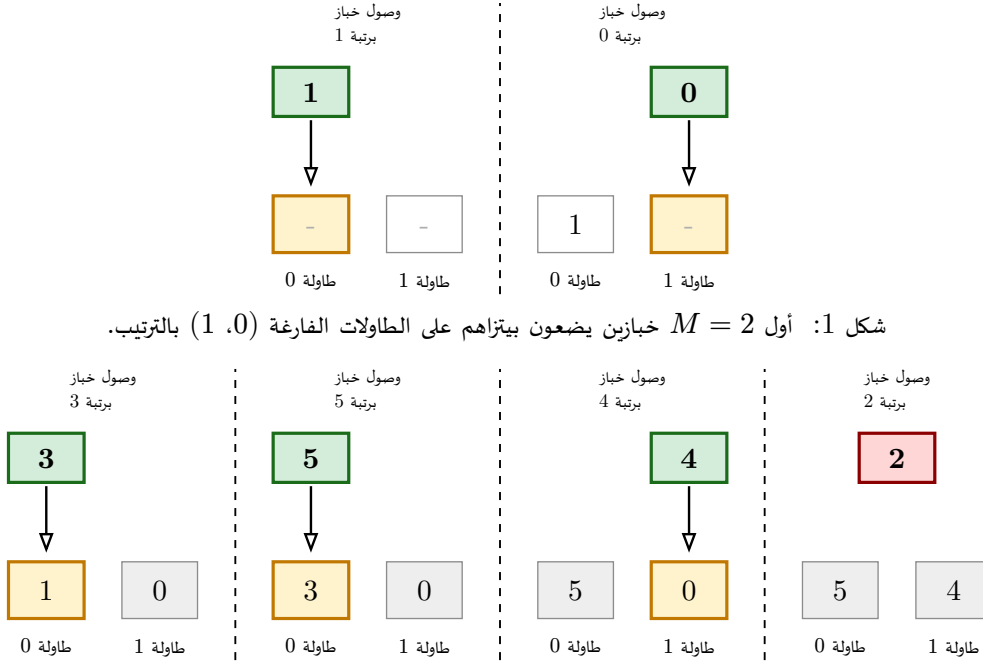 وصول خباز
برتبة 1
وصول خباز
برتبة 0
1
0
-
-
1
-
طاولة 0
طاولة 1
طاولة 0
طاولة 1
شكل 1: أول M = 2 خبازين يضعون بيتزاهم على الطاولات الفارغة (0، 1) بالترتيب.
وصول خباز
برتبة 3
وصول خباز
برتبة 5
وصول خباز
برتبة 4
وصول خباز
برتبة 2
3
5
4
2
1
0
3
0
5
0
5
4
طاولة 0
طاولة 1
طاولة 0
طاولة 1
طاولة 0
طاولة 1
طاولة 0
طاولة 1